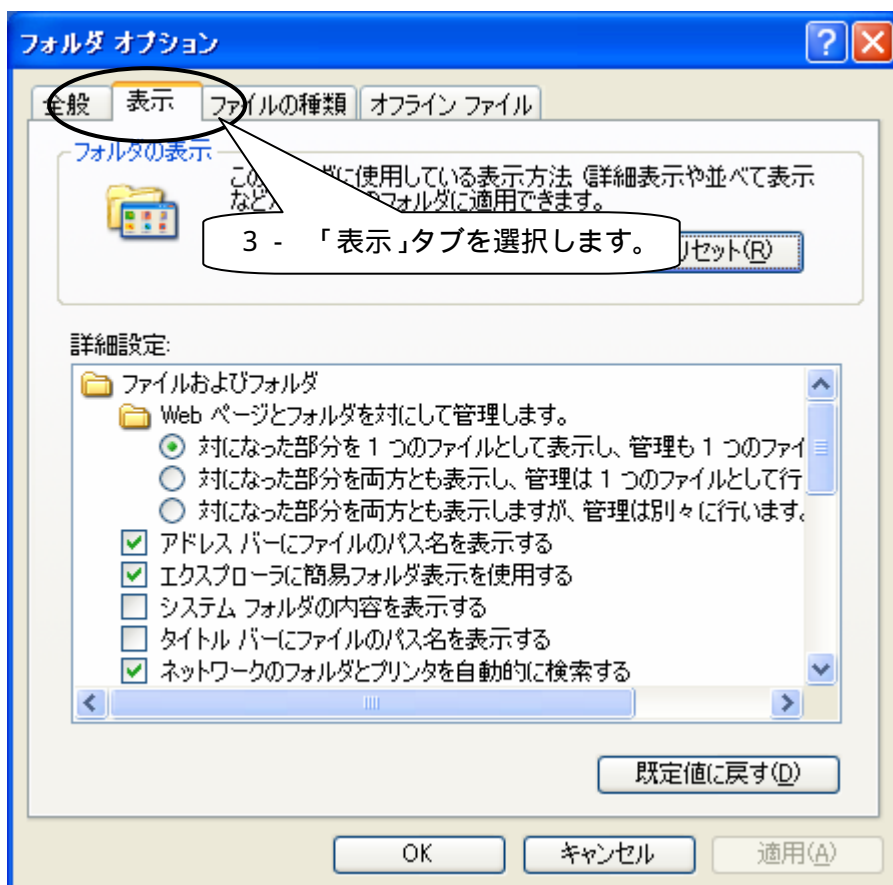 フォルダ オプション
全般 表示 ファイルの種類 オフライン ファイル
フォルダの表示
に使用している表示方法 (詳細表示や並べて表示
など フォルダに適用できます。
3 - 「表示」タブを選択します。
リセット(R)
詳細設定:
ファイルおよびフォルダ
Web ページとフォルダを対にして管理します。
対になった部分を 1 つのファイルとして表示し、管理も 1 つのファイ
対になった部分を両方とも表示し、管理は 1 つのファイルとして行
対になった部分を両方とも表示しますが、管理は別々に行います。
アドレス バーにファイルのパス名を表示する
エクスプローラに簡易フォルダ表示を使用する
システム フォルダの内容を表示する
タイトル バーにファイルのパス名を表示する
ネットワークのフォルダとプリンタを自動的に検索する
既定値に戻す(D)
OK キャンセル 適用(A)